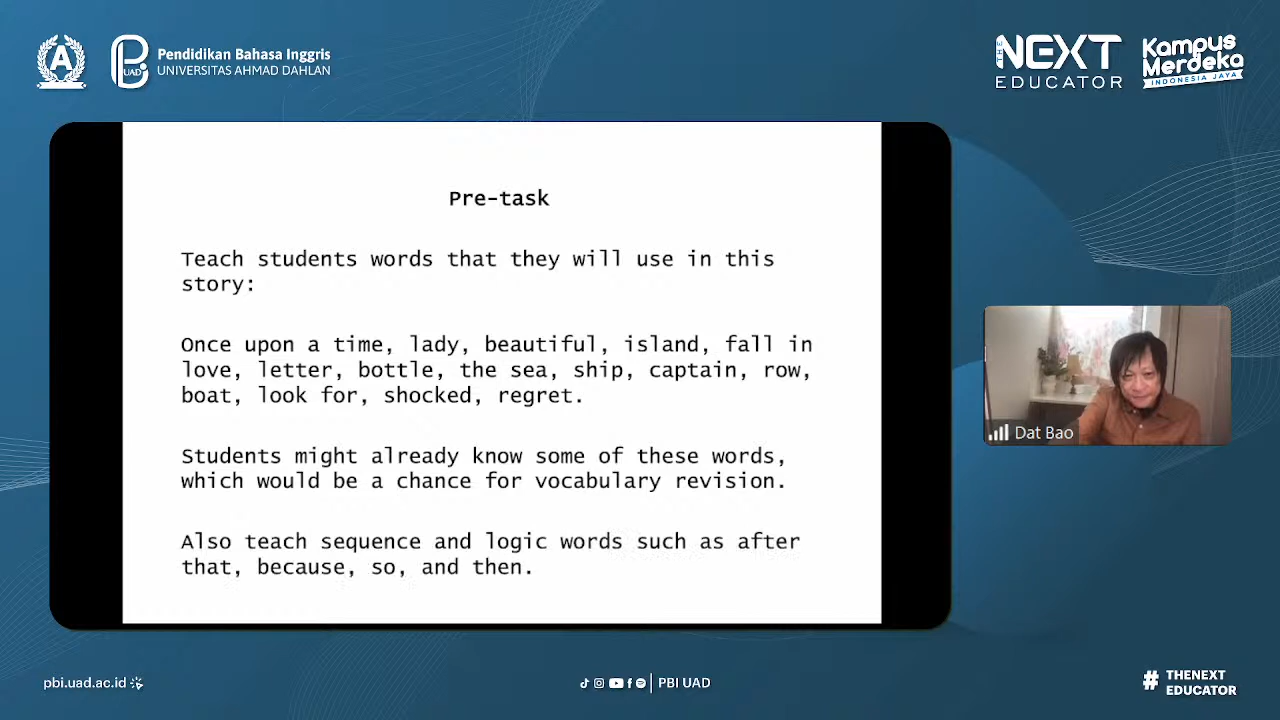 Pendidikan Bahasa Inggris
UNIVERSITAS AHMAD DAHLAN
UAD
THE
NEXT
EDUCATOR
Kampus
Merdeka
INDONESIA JAYA
Pre-task
Teach students words that they will use in this
story:
Once upon a time, lady, beautiful, island, fall in
love, letter, bottle, the sea, ship, captain, row,
boat, look for, shocked, regret.
Students might already know some of these words,
which would be a chance for vocabulary revision.
Also teach sequence and logic words such as after
that, because, so, and then.
Dat Bao
pbi.uad.ac.id
PBI UAD
# THENEXT
EDUCATOR